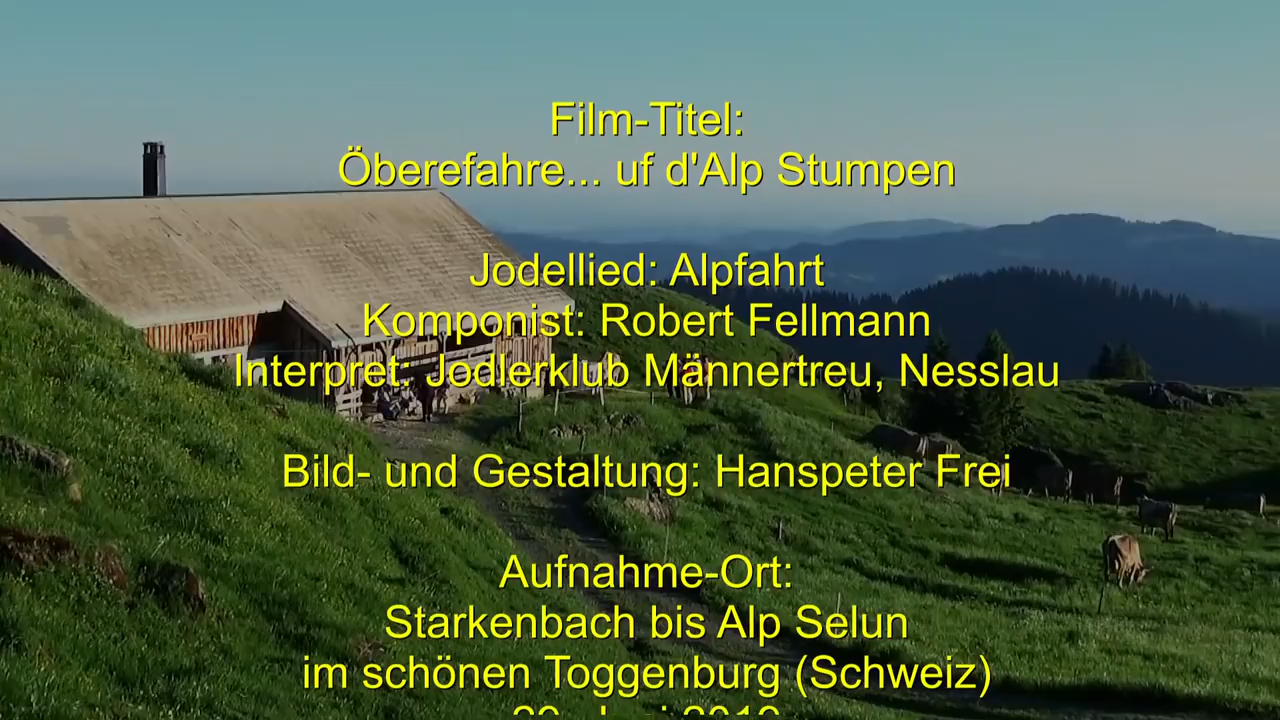 Film-Titel:
Öberefahre... uf d'Alp Stumpen
Jodellied: Alpfahrt
Komponist: Robert Fellmann
Interpret: Jodlerklub Männertreu, Nesslau
Bild- und Gestaltung: Hanspeter Frei
Aufnahme-Ort:
Starkenbach bis Alp Selun
im schönen Toggenburg (Schweiz)